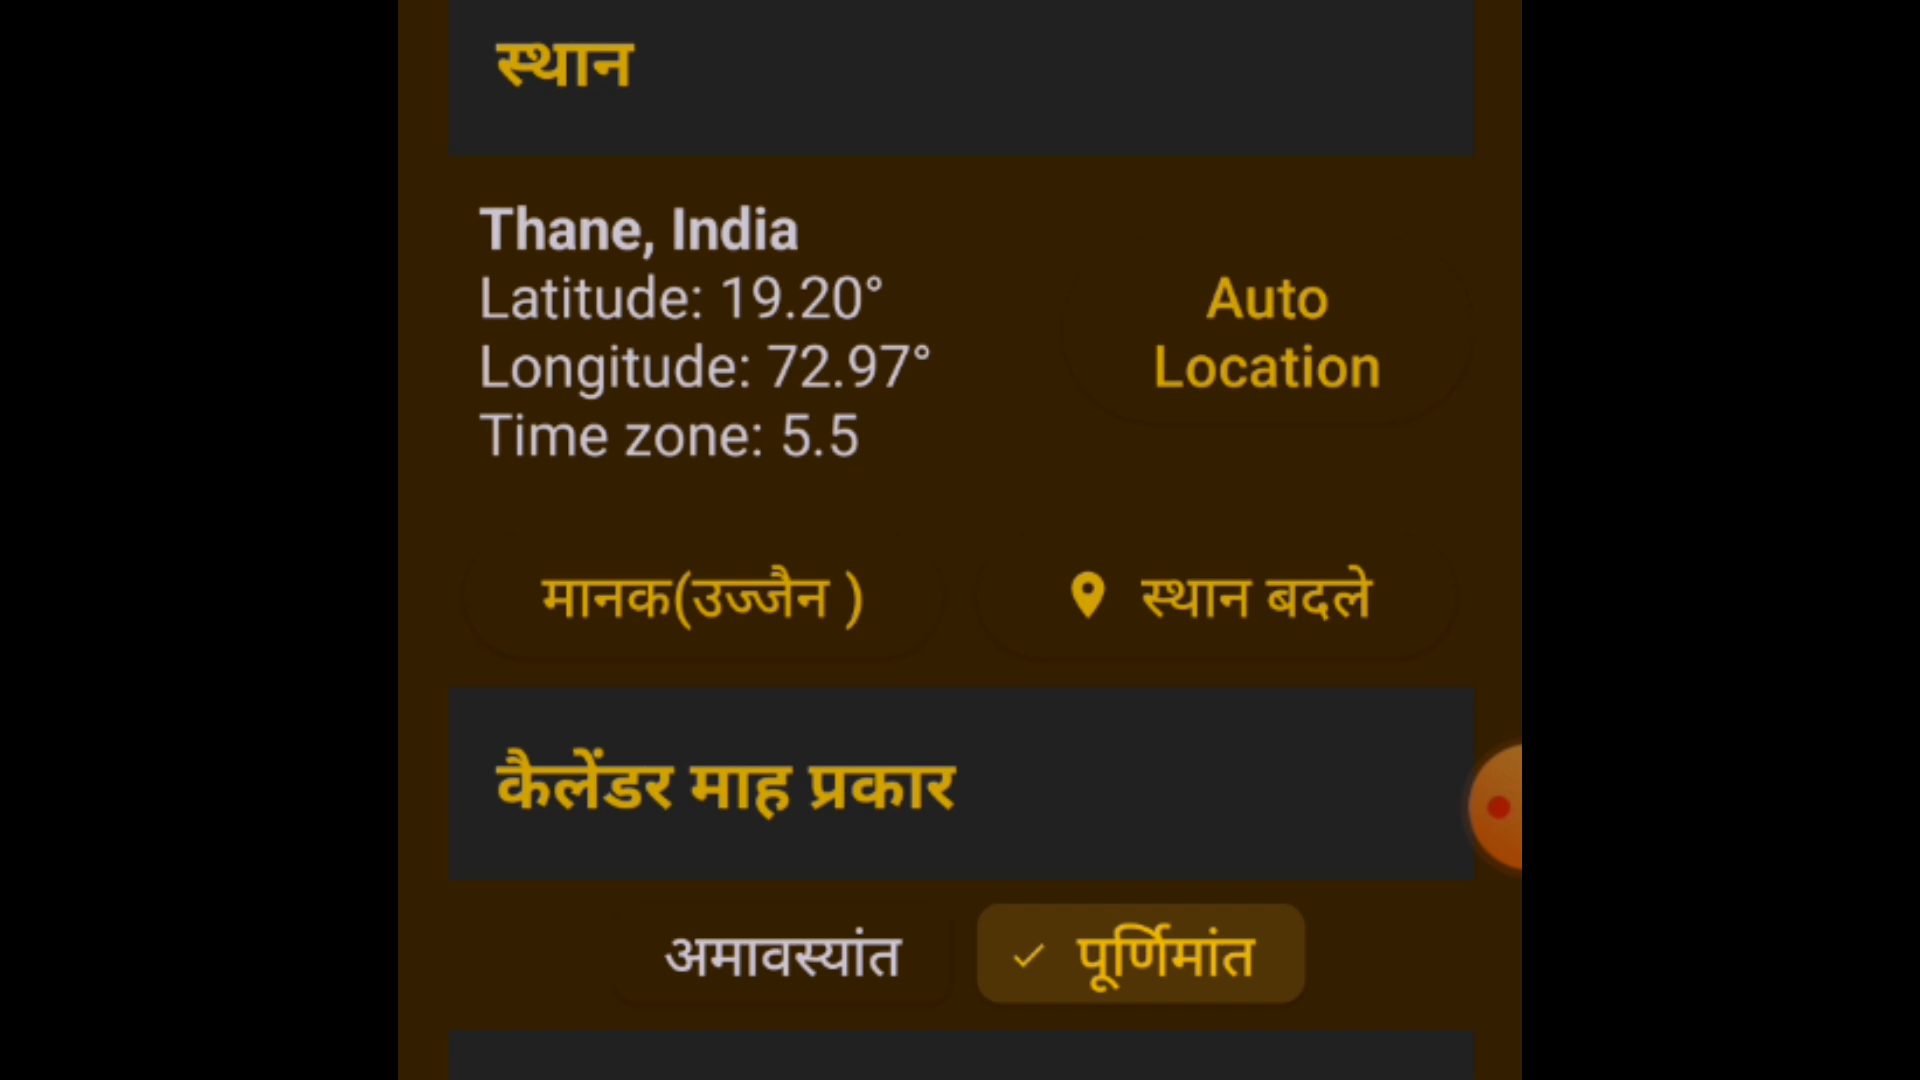 स्थान
Thane, India
Latitude: 19.20°
Longitude: 72.97°
Time zone: 5.5
Auto
Location
मानक(उज्जैन )
स्थान बदले
कैलेंडर माह प्रकार
अमावस्यांत
पूर्णिमांत